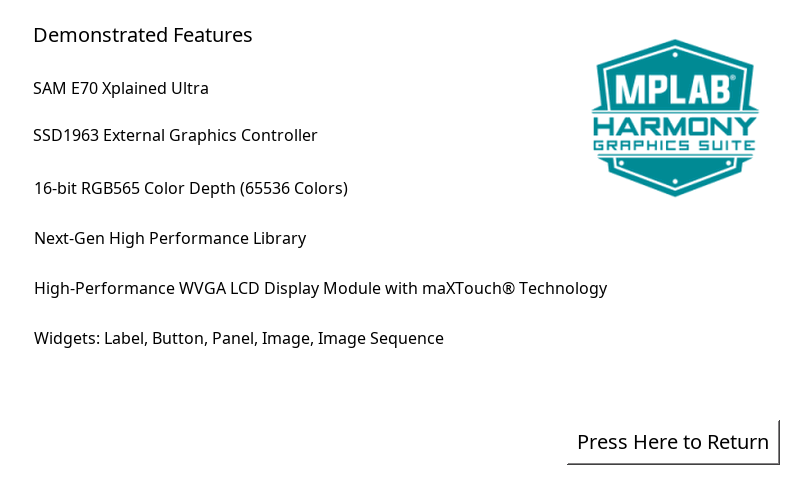 Demonstrated Features
SAM E70 Xplained Ultra
SSD1963 External Graphics Controller
16-bit RGB565 Color Depth (65536 Colors)
Next-Gen High Performance Library
High-Performance WVGA LCD Display Module with maXTouch® Technology
Widgets: Label, Button, Panel, Image, Image Sequence
MPLAB®
HARMONY
GRAPHICS SUITE
Press Here to Return